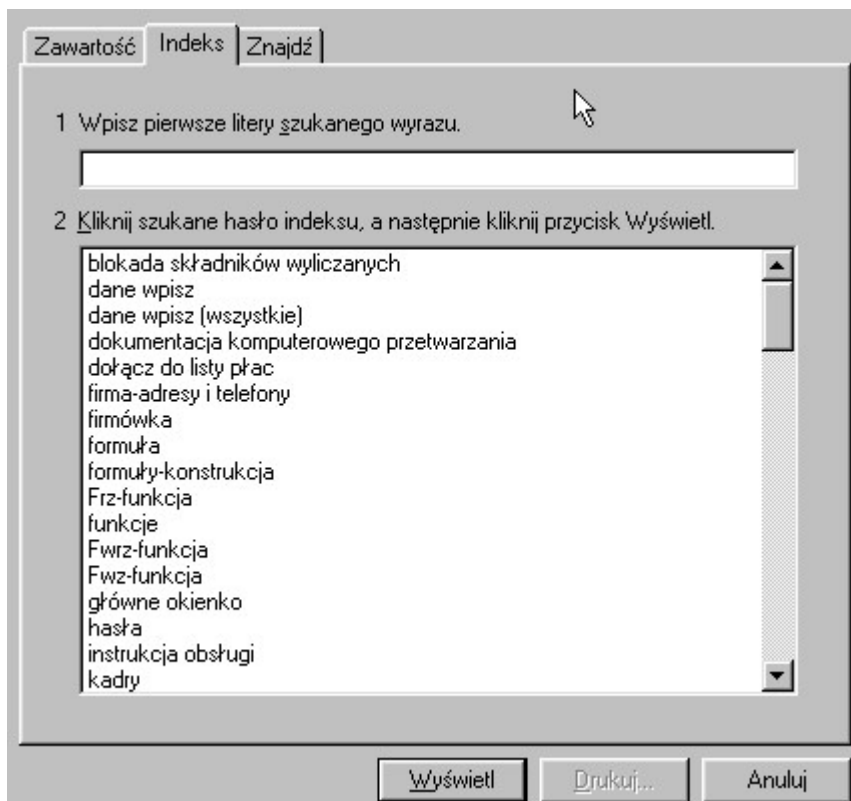 Zawartość Indeks Znajdź
1 Wpisz pierwsze litery szukanego wyrazu.
2 Kliknij szukane hasło indeksu, a następnie kliknij przycisk Wyświetl.
blokada składników wyliczanych
dane wpisz
dane wpisz (wszystkie)
dokumentacja komputerowego przetwarzania
dołącz do listy płac
firma-adresy i telefony
firmówka
formuła
formuły-konstrukcja
Frz-funkcja
funkcje
Fwrz-funkcja
Fwz-funkcja
główne okienko
hasła
instrukcja obsługi
kadry
Wyświetl Drukuj... Anuluj